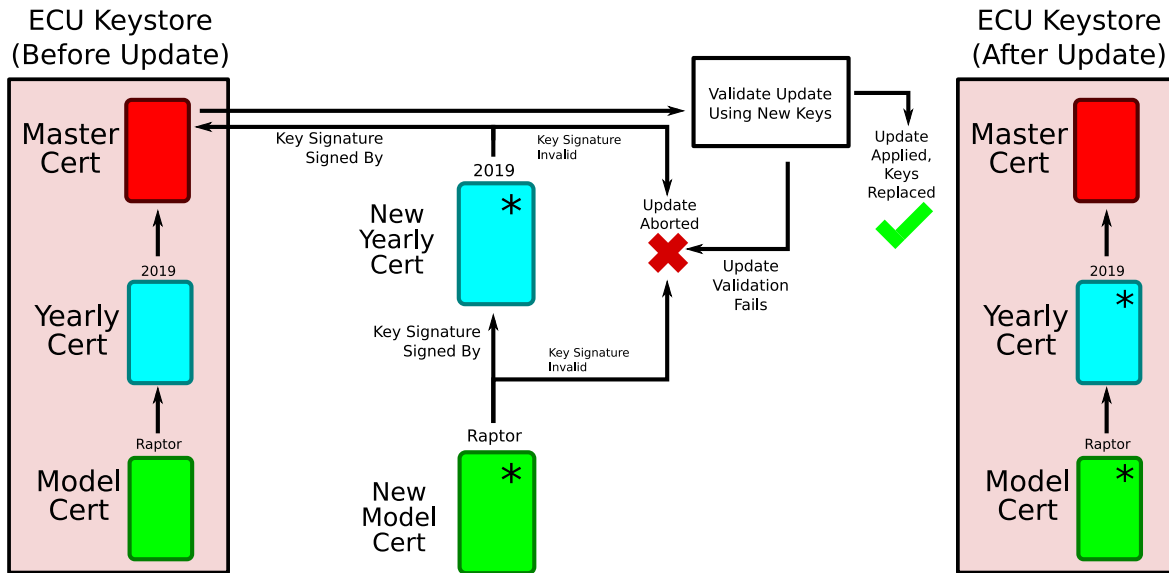 ECU Keystore
(Before Update)
Master
Cert
2019
Yearly
Cert
Raptor
Model
Cert
Key Signature
Signed By
Key Signature
Invalid
2019
*
New
Yearly
Cert
Key Signature
Signed By
Key Signature
Invalid
Raptor
*
New
Model
Cert
Update
Aborted
Validate Update
Using New Keys
Update
Validation
Fails
Update
Applied,
Keys
Replaced
ECU Keystore
(After Update)
Master
Cert
2019
*
Yearly
Cert
Raptor
*
Model
Cert